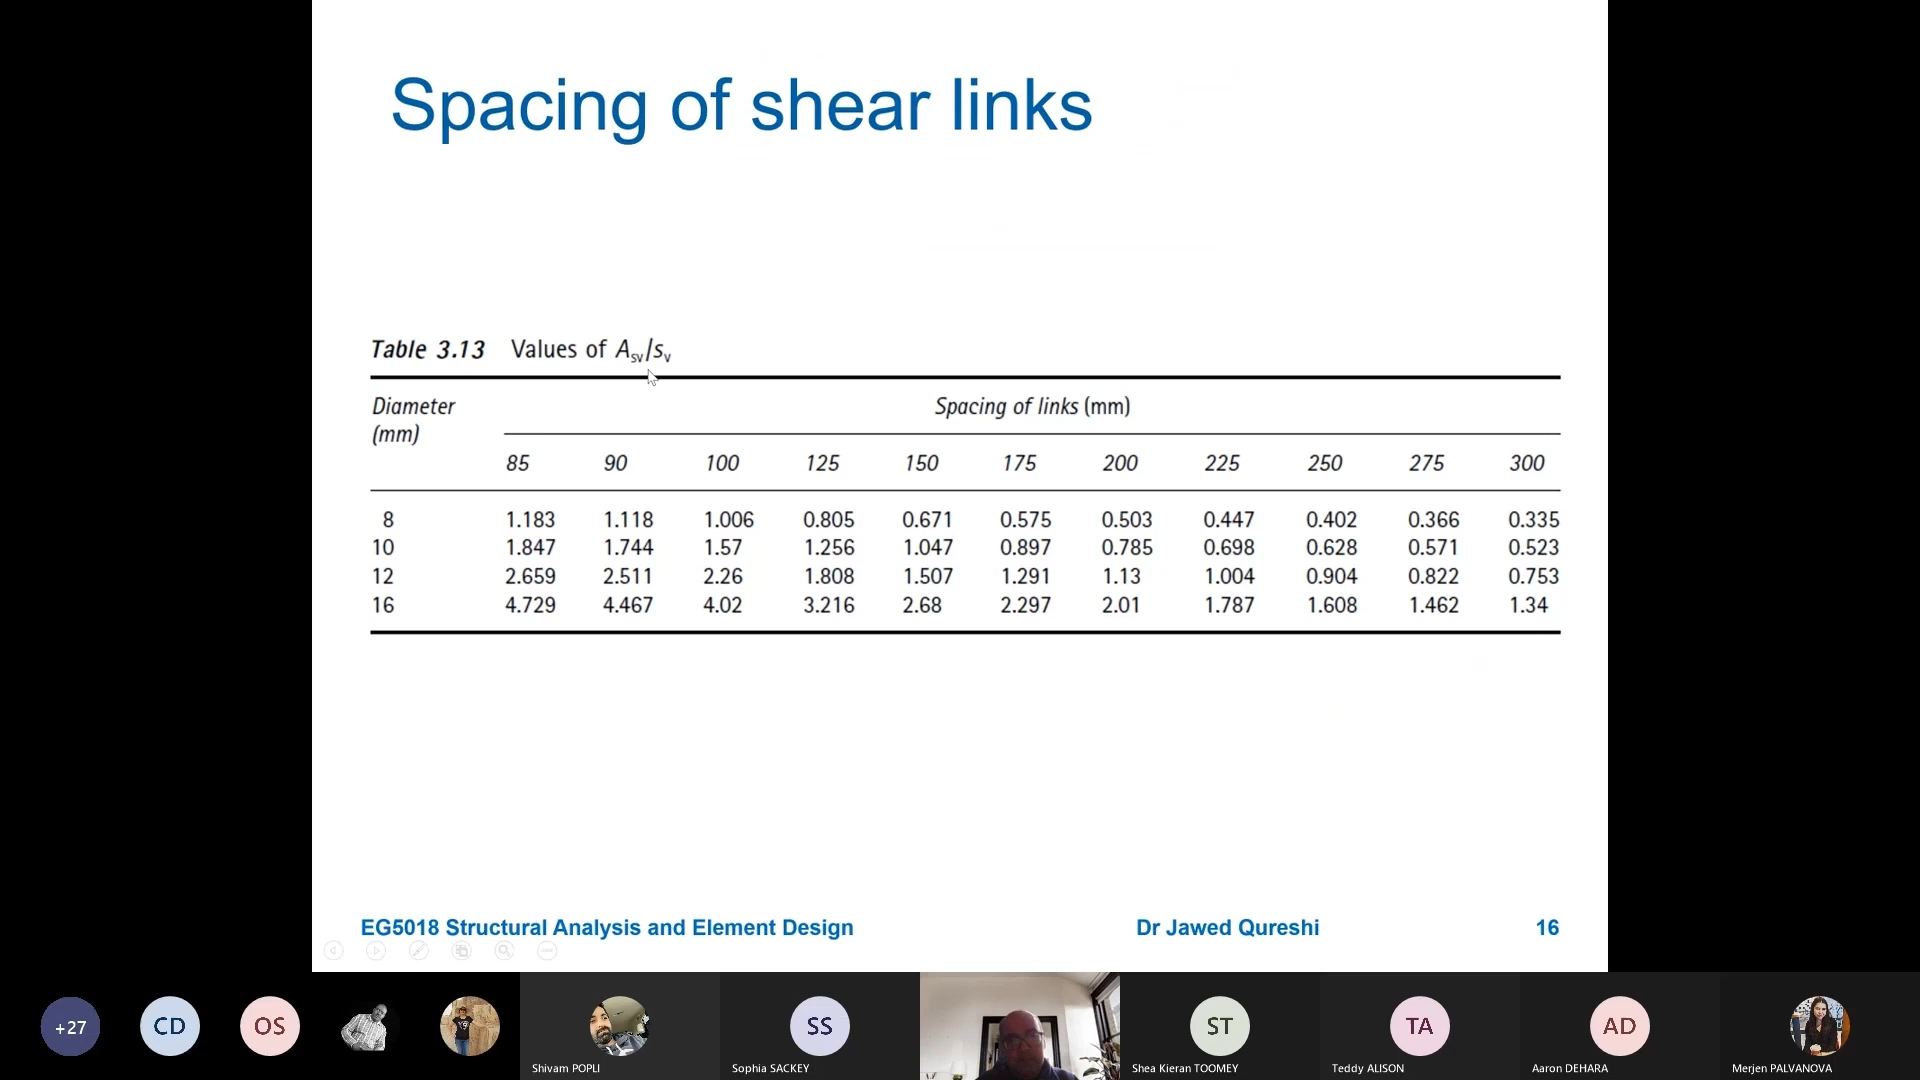 Spacing of shear links
Table 3.13 Values of Asv/sv
Diameter (mm) Spacing of links (mm)
85 90 100 125 150 175 200 225 250 275 300
8 1.183 1.118 1.006 0.805 0.671 0.575 0.503 0.447 0.402 0.366 0.335
10 1.847 1.744 1.57 1.256 1.047 0.897 0.785 0.698 0.628 0.571 0.523
12 2.659 2.511 2.26 1.808 1.507 1.291 1.13 1.004 0.904 0.822 0.753
16 4.729 4.467 4.02 3.216 2.68 2.297 2.01 1.787 1.608 1.462 1.34
EG5018 Structural Analysis and Element Design Dr Jawed Qureshi 16
+27 CD OS SS ST TA AD
Shivam POPLI Sophia SACKEY Shea Kieran TOOMEY Teddy ALISON Aaron DEHARA Merjen PALVANOVA